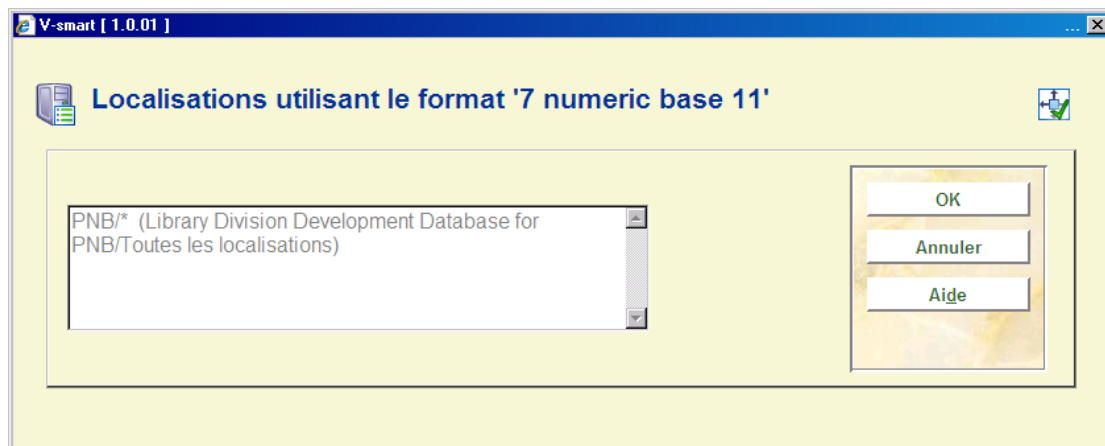 V-smart [ 1.0.01 ]
...
Localisations utilisant le format '7 numeric base 11'
PNB/* (Library Division Development Database for
PNB/Toutes les localisations)
OK
Annuler
Aide